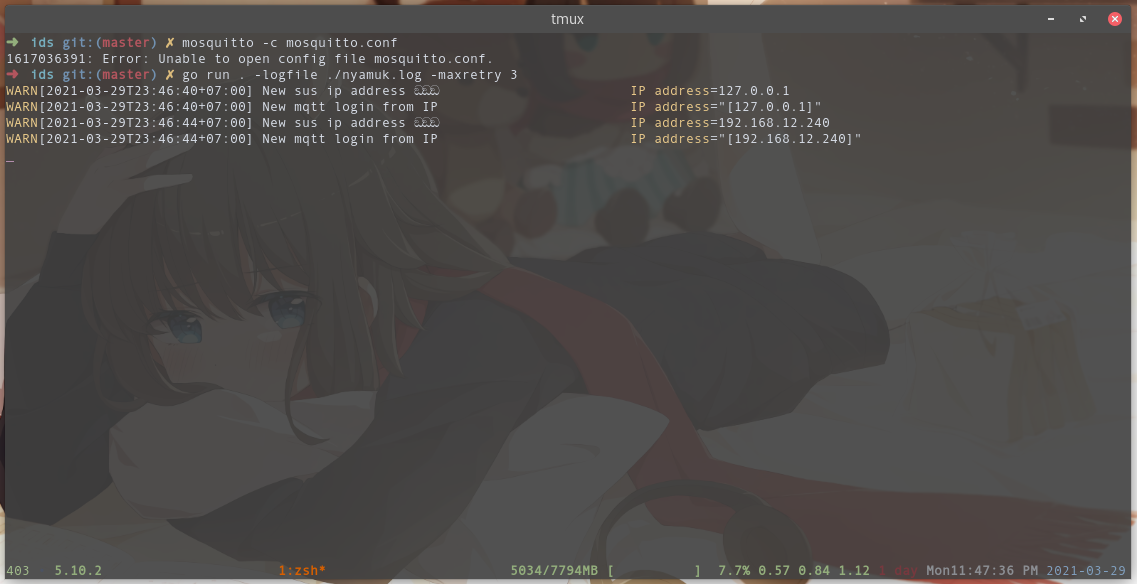 tmux
➜ ids git:(master) ✗ mosquitto -c mosquitto.conf
1617036391: Error: Unable to open config file mosquitto.conf.
➜ ids git:(master) ✗ go run . -logfile ./nyamuk.log -maxretry 3
WARN[2021-03-29T23:46:40+07:00] New sus ip address ඞඞඞ IP address=127.0.0.1
WARN[2021-03-29T23:46:40+07:00] New mqtt login from IP IP address="[127.0.0.1]"
WARN[2021-03-29T23:46:44+07:00] New sus ip address ඞඞඞ IP address=192.168.12.240
WARN[2021-03-29T23:46:44+07:00] New mqtt login from IP IP address="[192.168.12.240]"
403 5.10.2 1:zsh* 5034/7794MB [ ] 7.7% 0.57 0.84 1.12 1 day Mon11:47:36 PM 2021-03-29